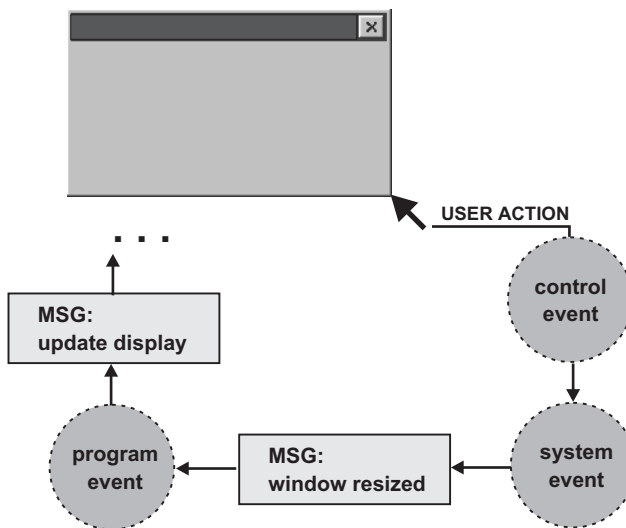 USER ACTION
control
event
system
event
MSG:
window resized
program
event
MSG:
update display
. . .